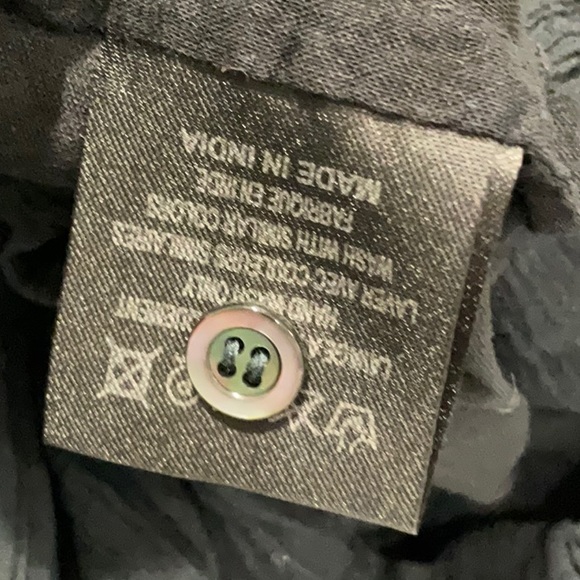 MADE IN INDIA
FABRIQUE EN INDE
WASH WITH SIMILAR COLORS
LAVER AVEC COULEURS SIMILAIRES
HAND WASH ONLY